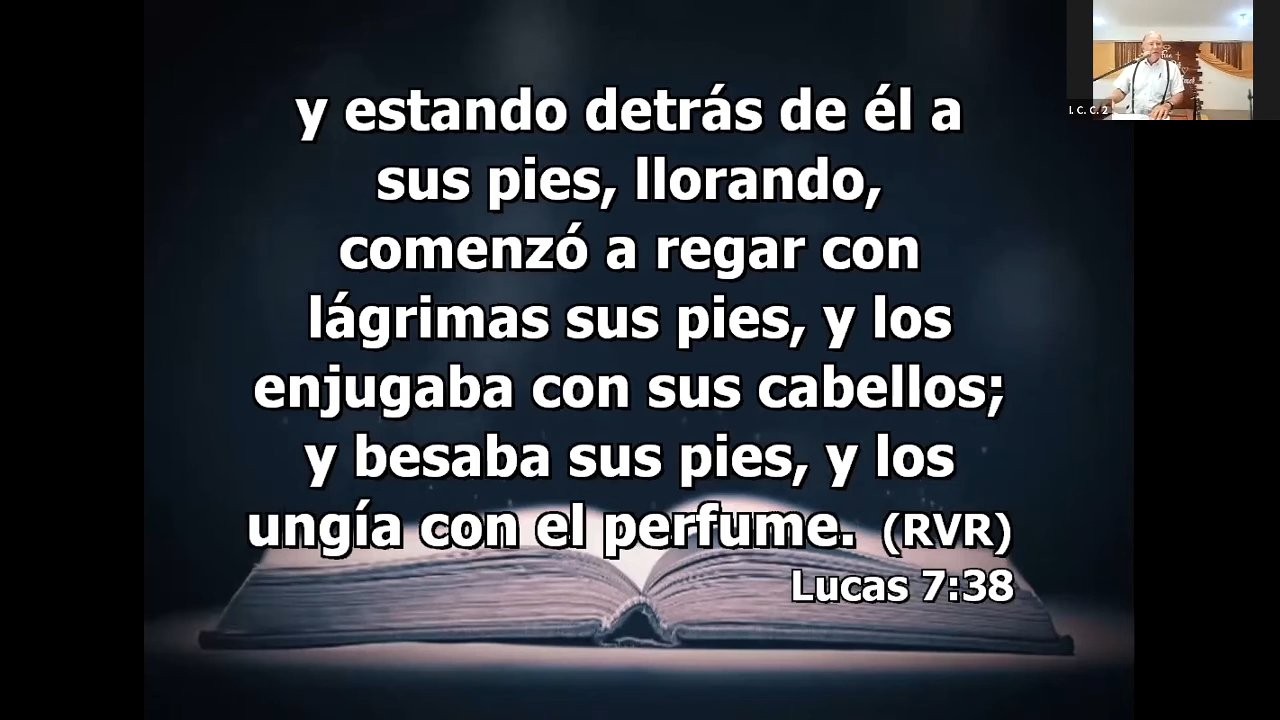 y estando detrás de él a
sus pies, llorando,
comenzó a regar con
lágrimas sus pies, y los
enjugaba con sus cabellos;
y besaba sus pies, y los
ungía con el perfume. (RVR)
Lucas 7:38
I. C. C. 2